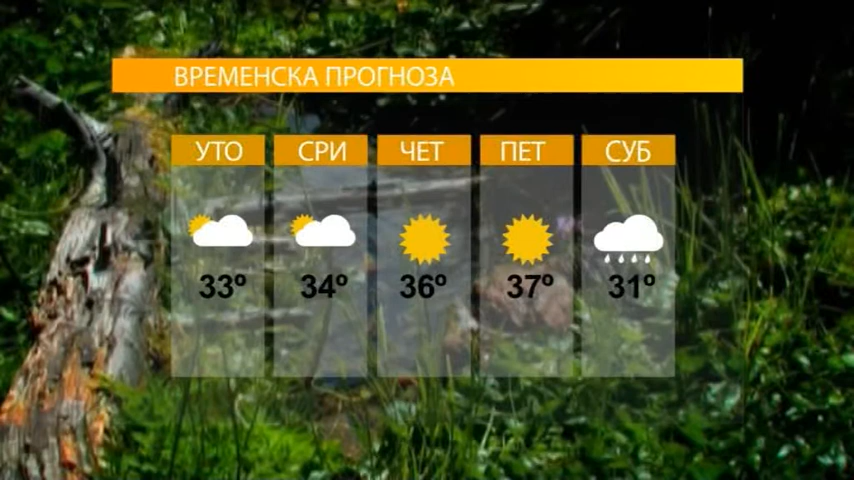 ВРЕМЕНСКА ПРОГНОЗА
УТО СРИ ЧЕТ ПЕТ СУБ
33º 34º 36º 37º 31º